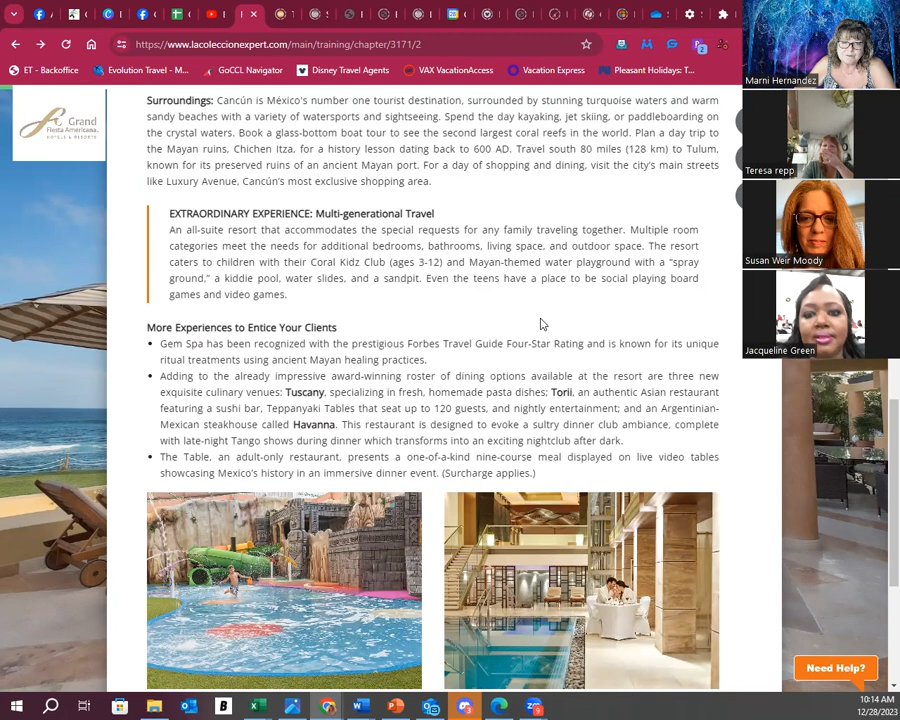 https://www.lacoleccionexpert.com/main/training/chapter/3171/2
ET - Backoffice
Evolution Travel - M...
GoCCL Navigator
Disney Travel Agents
VAX VacationAccess
Vacation Express
Pleasant Holidays: T...
Marni Hernandez
Grand
Fiesta Americana.
HOTELS & RESORTS
Surroundings: Cancún is México's number one tourist destination, surrounded by stunning turquoise waters and warm
sandy beaches with a variety of watersports and sightseeing. Spend the day kayaking, jet skiing, or paddleboarding on
the crystal waters. Book a glass-bottom boat tour to see the second largest coral reefs in the world. Plan a day trip to
the Mayan ruins, Chichen Itza, for a history lesson dating back to 600 AD. Travel south 80 miles (128 km) to Tulum,
known for its preserved ruins of an ancient Mayan port. For a day of shopping and dining, visit the city's main streets
like Luxury Avenue, Cancún's most exclusive shopping area.
Teresa repp
EXTRAORDINARY EXPERIENCE: Multi-generational Travel
An all-suite resort that accommodates the special requests for any family traveling together. Multiple room
categories meet the needs for additional bedrooms, bathrooms, living space, and outdoor space. The resort
caters to children with their Coral Kidz Club (ages 3-12) and Mayan-themed water playground with a "spray
ground," a kiddie pool, water slides, and a sandpit. Even the teens have a place to be social playing board
games and video games.
Susan Weir Moody
More Experiences to Entice Your Clients
Gem Spa has been recognized with the prestigious Forbes Travel Guide Four-Star Rating and is known for its unique
ritual treatments using ancient Mayan healing practices.
Adding to the already impressive award-winning roster of dining options available at the resort are three new
exquisite culinary venues: Tuscany, specializing in fresh, homemade pasta dishes; Torii, an authentic Asian restaurant
featuring a sushi bar, Teppanyaki Tables that seat up to 120 guests, and nightly entertainment; and an Argentinian-
Mexican steakhouse called Havanna. This restaurant is designed to evoke a sultry dinner club ambiance, complete
with late-night Tango shows during dinner which transforms into an exciting nightclub after dark.
The Table, an adult-only restaurant, presents a one-of-a-kind nine-course meal displayed on live video tables
showcasing Mexico's history in an immersive dinner event. (Surcharge applies.)
Jacqueline Green
Need Help?
10:14 AM
12/28/2023